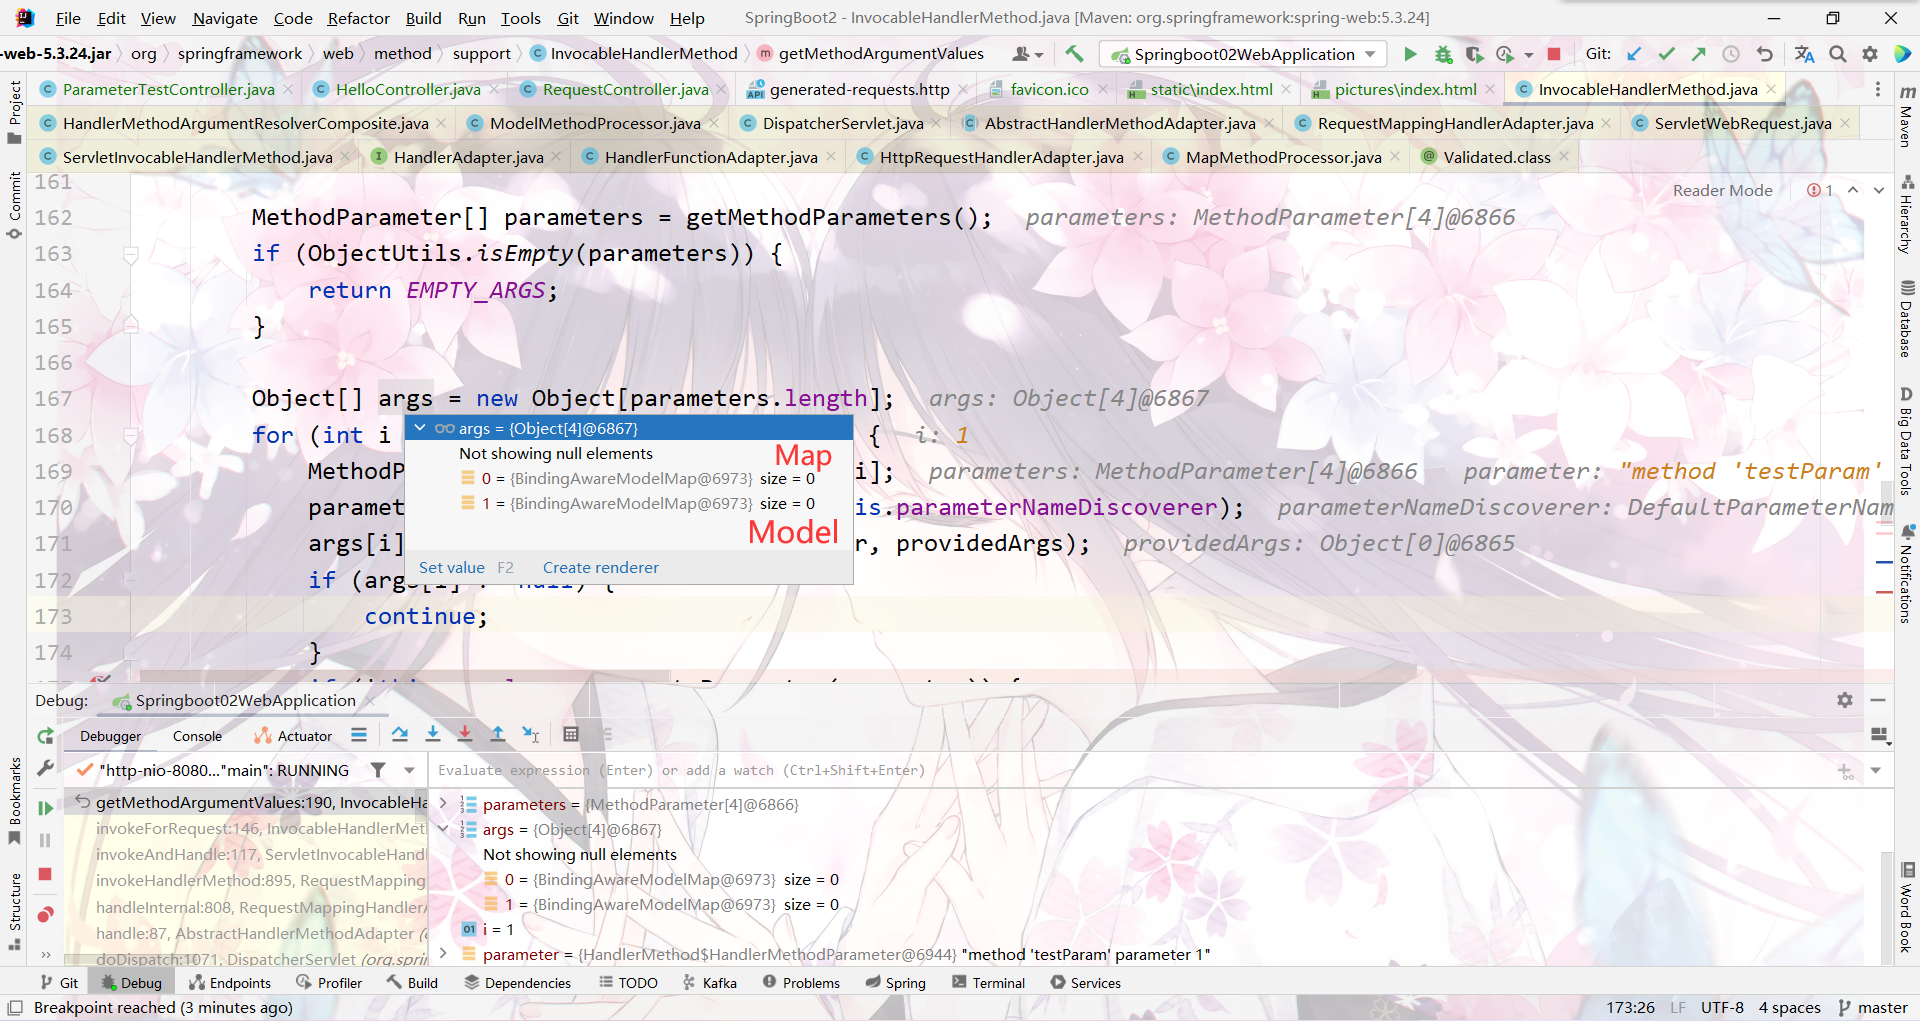 File Edit View Navigate Code Refactor Build Run Tools Git Window Help SpringBoot2 - InvocableHandlerMethod.java [Maven: org.springframework:spring-web:5.3.24]
-web-5.3.24.jar org springframework web method support InvocableHandlerMethod getMethodArgumentValues Springboot02WebApplication Git:
ParameterTestController.java HelloController.java RequestController.java generated-requests.http favicon.ico static\index.html pictures\index.html InvocableHandlerMethod.java
HandlerMethodArgumentResolverComposite.java ModelMethodProcessor.java DispatcherServlet.java AbstractHandlerMethodAdapter.java RequestMappingHandlerAdapter.java ServletWebRequest.java
ServletInvocableHandlerMethod.java HandlerAdapter.java HandlerFunctionAdapter.java HttpRequestHandlerAdapter.java MapMethodProcessor.java Validated.class
Project
Commit
Bookmarks
Structure
Reader Mode 1
161
162 MethodParameter[] parameters = getMethodParameters(); parameters: MethodParameter[4]@6866
163 if (ObjectUtils.isEmpty(parameters)) {
164 return EMPTY_ARGS;
165 }
166
167 Object[] args = new Object[parameters.length]; args: Object[4]@6867
168 for (int i { i: 1
169 MethodP i]; parameters: MethodParameter[4]@6866 parameter: "method 'testParam'
170 paramet is.parameterNameDiscoverer); parameterNameDiscoverer: DefaultParameterNam
171 args[i] r, providedArgs); providedArgs: Object[0]@6865
172 if (args[i]
173 continue;
174 }
args = {Object[4]@6867}
Not showing null elements
Map
0 = {BindingAwareModelMap@6973} size = 0
1 = {BindingAwareModelMap@6973} size = 0
Model
Set value F2 Create renderer
Maven
Hierarchy
Database
Big Data Tools
Notifications
Word Book
Debug: Springboot02WebApplication
Debugger Console Actuator
"http-nio-8080..."main": RUNNING
Evaluate expression (Enter) or add a watch (Ctrl+Shift+Enter)
getMethodArgumentValues:190, InvocableHa
invokeForRequest:146, InvocableHandlerMet
invokeAndHandle:117, ServletInvocableHandl
invokeHandlerMethod:895, RequestMapping
handleInternal:808, RequestMappingHandlerA
handle:87, AbstractHandlerMethodAdapter (o
doDispatch:1071, DispatcherServlet (org.spri
parameters = {MethodParameter[4]@6866}
args = {Object[4]@6867}
Not showing null elements
0 = {BindingAwareModelMap@6973} size = 0
1 = {BindingAwareModelMap@6973} size = 0
01 i = 1
parameter = {HandlerMethod$HandlerMethodParameter@6944} "method 'testParam' parameter 1"
Git Debug Endpoints Profiler Build Dependencies TODO Kafka Problems Spring Terminal Services
Breakpoint reached (3 minutes ago) 173:26 LF UTF-8 4 spaces master